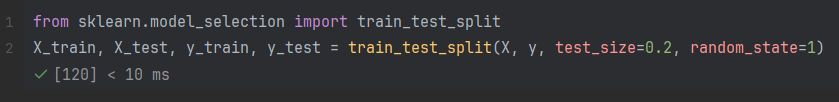 1 from sklearn.model_selection import train_test_split
2 X_train, X_test, y_train, y_test = train_test_split(X, y, test_size=0.2, random_state=1)
✓ [120] < 10 ms